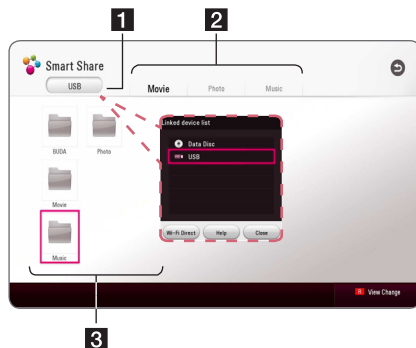 1
2
Smart Share
USB
Movie Photo Music
Linked device list
Data Disc
USB
BUDA Photo
Movie
Wi-Fi Direct Help Close
Music
R View Change
3